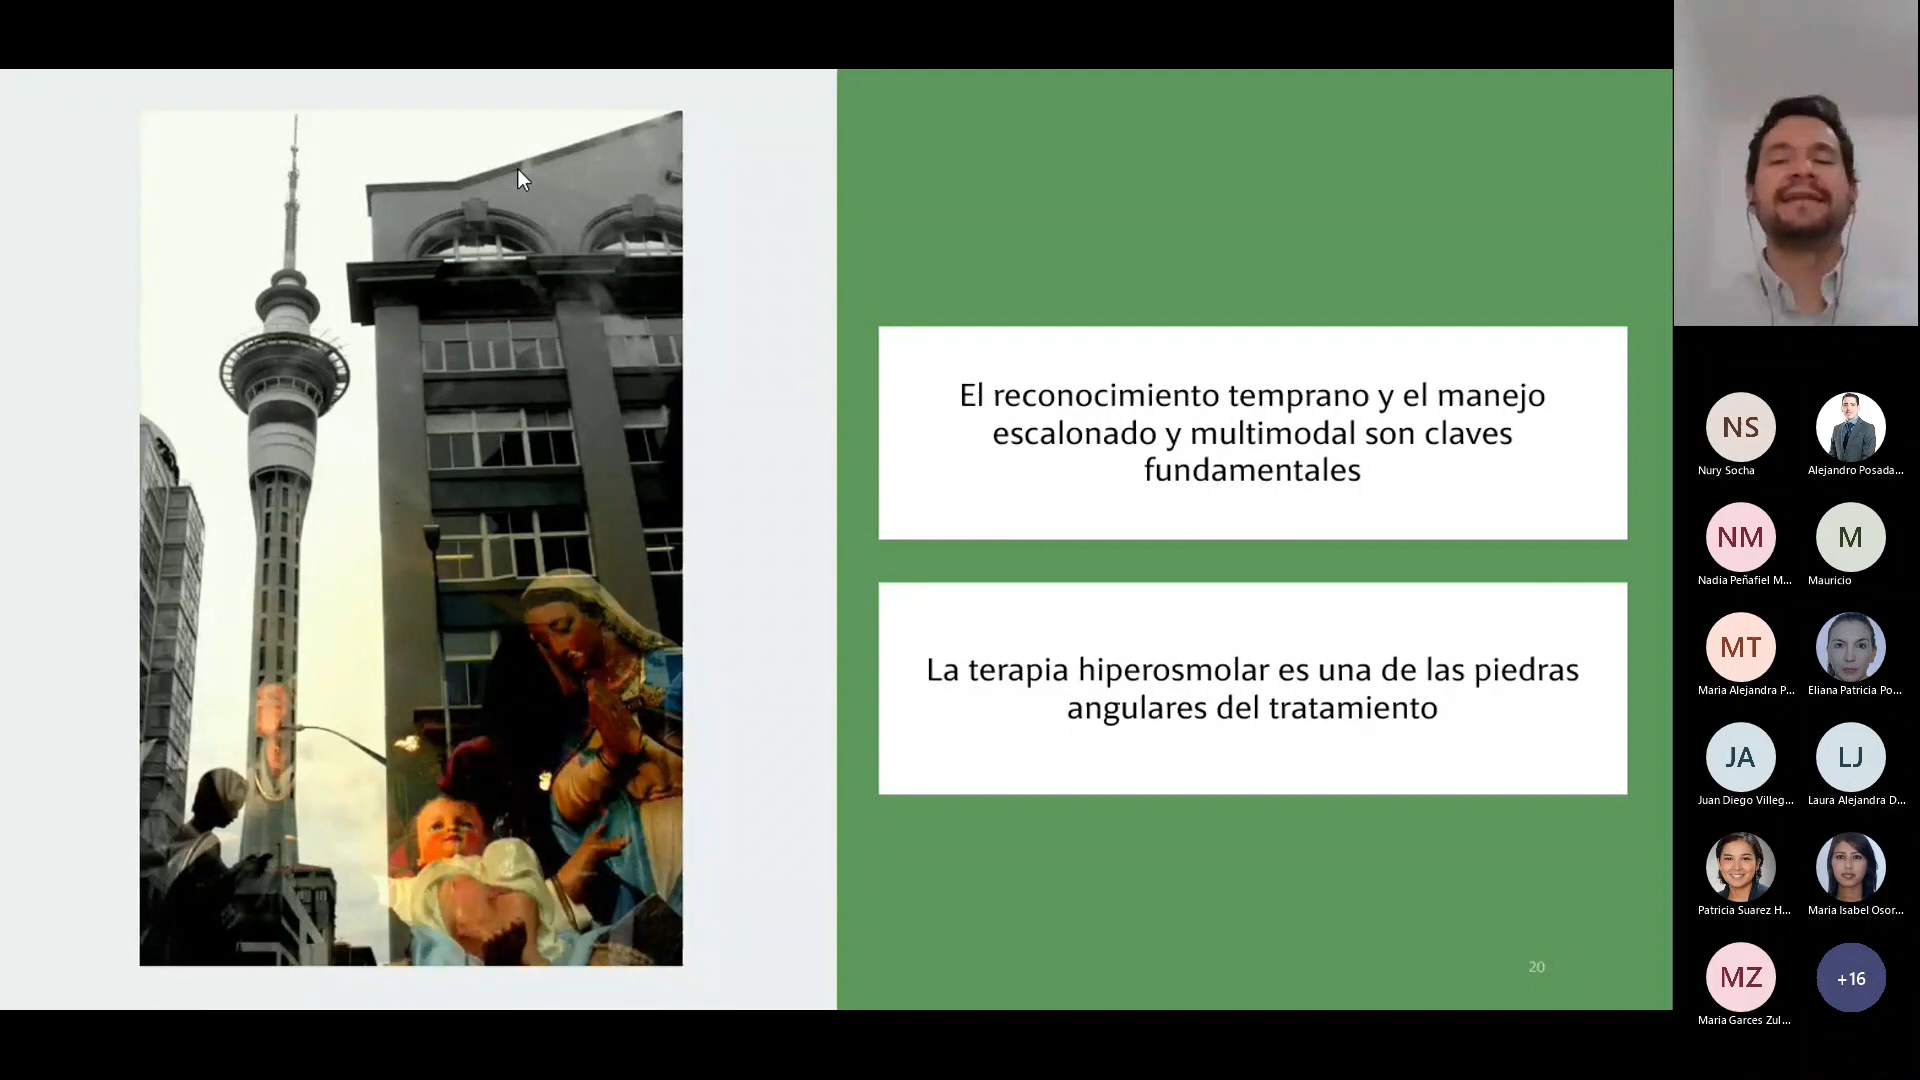 El reconocimiento temprano y el manejo
escalonado y multimodal son claves
fundamentales
La terapia hiperosmolar es una de las piedras
angulares del tratamiento
20
NS
Nury Socha
Alejandro Posada...
NM
Nadia Peñafiel M...
M
Mauricio
MT
Maria Alejandra P...
Eliana Patricia Po...
JA
Juan Diego Villeg...
LJ
Laura Alejandra D...
Patricia Suarez H...
Maria Isabel Osor...
MZ
Maria Garces Zul...
+16